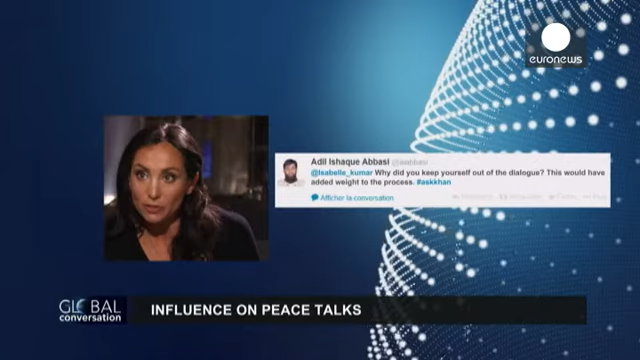 euronews
Adil Ishaque Abbasi @aiabbasi
@Isabelle_kumar Why did you keep yourself out of the dialogue? This would have
added weight to the process. #askkhan
Afficher la conversation
GLOBAL
conversation
INFLUENCE ON PEACE TALKS